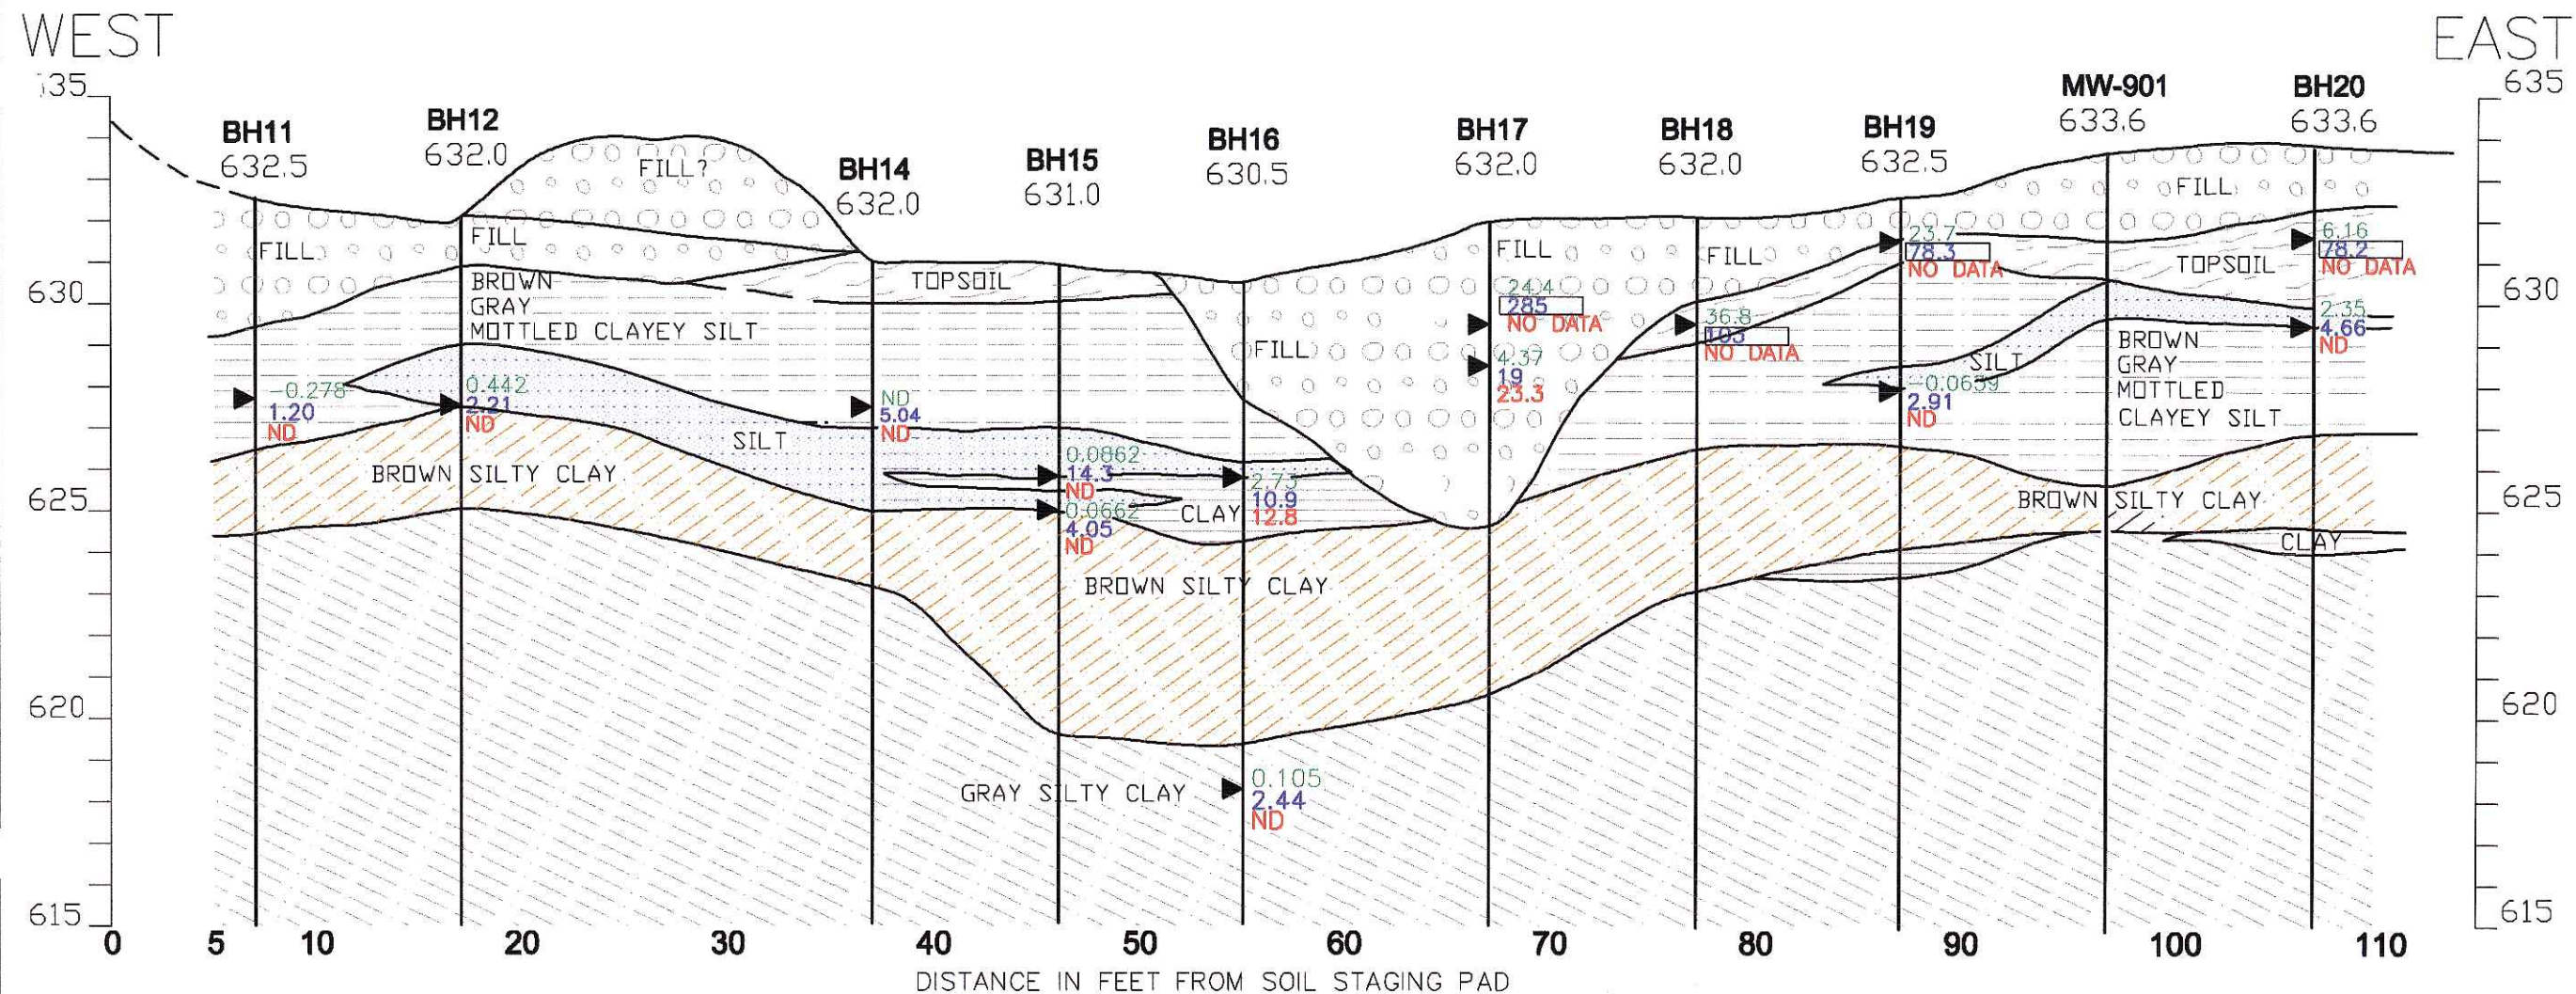 WEST
EAST
635
635
BH11
632.5
BH12
632.0
FILL?
BH14
632.0
BH15
631.0
BH16
630.5
BH17
632.0
BH18
632.0
BH19
632.5
MW-901
633.6
BH20
633.6
FILL
FILL
FILL
FILL
FILL
FILL
BROWN
GRAY
MOTTLED CLAYEY SILT
TOPSOIL
TOPSOIL
630
630
24.4
285
NO DATA
4.37
19
23.3
36.8
103
NO DATA
23.7
78.3
NO DATA
6.16
78.2
NO DATA
2.35
4.66
ND
SILT
BROWN
GRAY
MOTTLED
CLAYEY SILT
-0.278
1.20
ND
0.442
2.21
ND
ND
5.04
ND
-0.0659
2.91
ND
SILT
0.0862
14.3
ND
0.0662
4.05
ND
2.73
10.9
12.8
CLAY
BROWN SILTY CLAY
BROWN SILTY CLAY
BROWN SILTY CLAY
CLAY
625
625
620
620
GRAY SILTY CLAY
0.105
2.44
ND
615
615
0 5 10 20 30 40 50 60 70 80 90 100 110
DISTANCE IN FEET FROM SOIL STAGING PAD